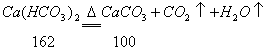 Ca(HCO₃)₂ ≜ CaCO₃ + CO₂ ↑ +H₂O↑
162 100